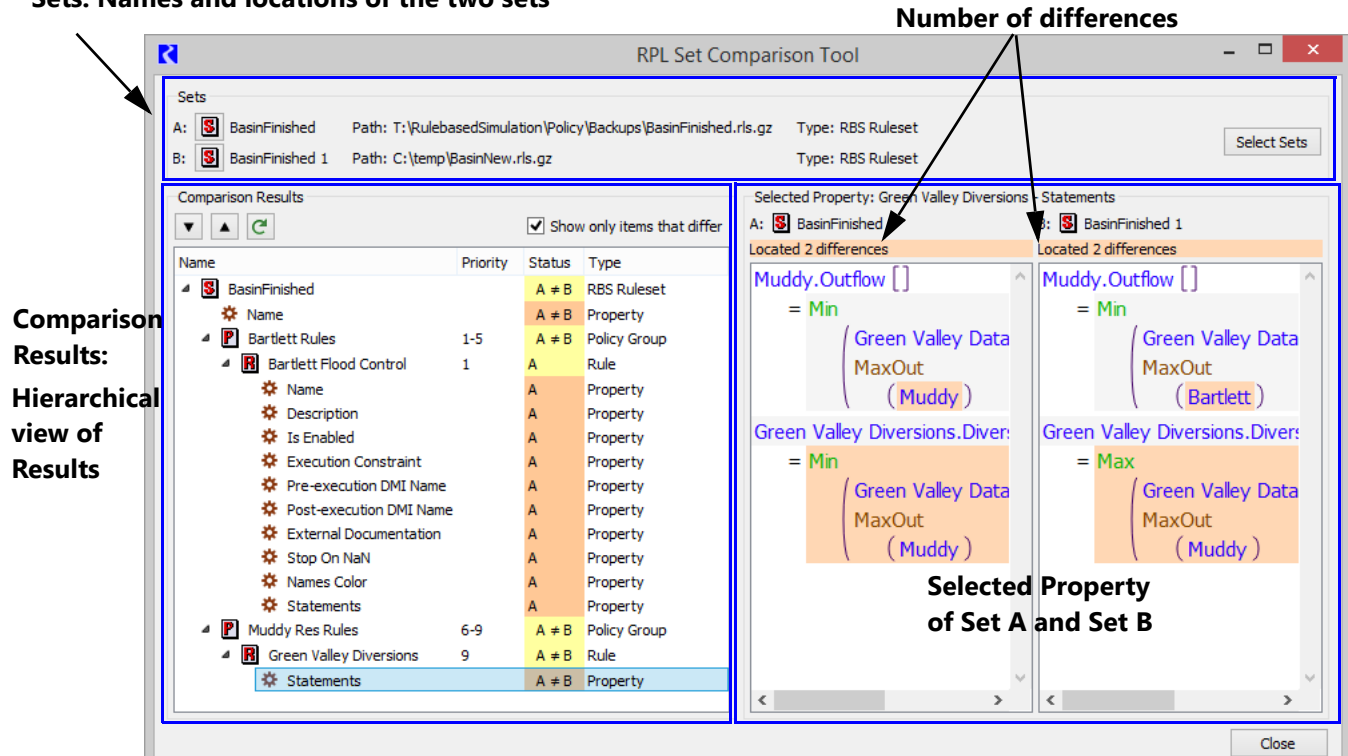 Sets: Names and locations of the two sets
Number of differences
RPL Set Comparison Tool
Sets
A: BasinFinished Path: T:\RulebasedSimulation\Policy\Backups\BasinFinished.rls.gz Type: RBS Ruleset
B: BasinFinished 1 Path: C:\temp\BasinNew.rls.gz Type: RBS Ruleset
Select Sets
Comparison Results
Show only items that differ
Name Priority Status Type
S BasinFinished A ≠ B RBS Ruleset
Name A ≠ B Property
P Bartlett Rules 1-5 A ≠ B Policy Group
R Bartlett Flood Control 1 A Rule
Name A Property
Description A Property
Is Enabled A Property
Execution Constraint A Property
Pre-execution DMI Name A Property
Post-execution DMI Name A Property
External Documentation A Property
Stop On NaN A Property
Names Color A Property
Statements A Property
P Muddy Res Rules 6-9 A ≠ B Policy Group
R Green Valley Diversions 9 A ≠ B Rule
Statements A ≠ B Property
Comparison
Results:
Hierarchical
view of
Results
Selected Property: Green Valley Diversions - Statements
A: S BasinFinished
Located 2 differences
Muddy.Outflow []
= Min
Green Valley Data
MaxOut
(Muddy)
Green Valley Diversions.Diver
= Min
Green Valley Data
MaxOut
(Muddy)
B: S BasinFinished 1
Located 2 differences
Muddy.Outflow []
= Min
Green Valley Data
MaxOut
(Bartlett)
Green Valley Diversions.Divers
= Max
Green Valley Data
MaxOut
(Muddy)
Selected Property
of Set A and Set B
Close